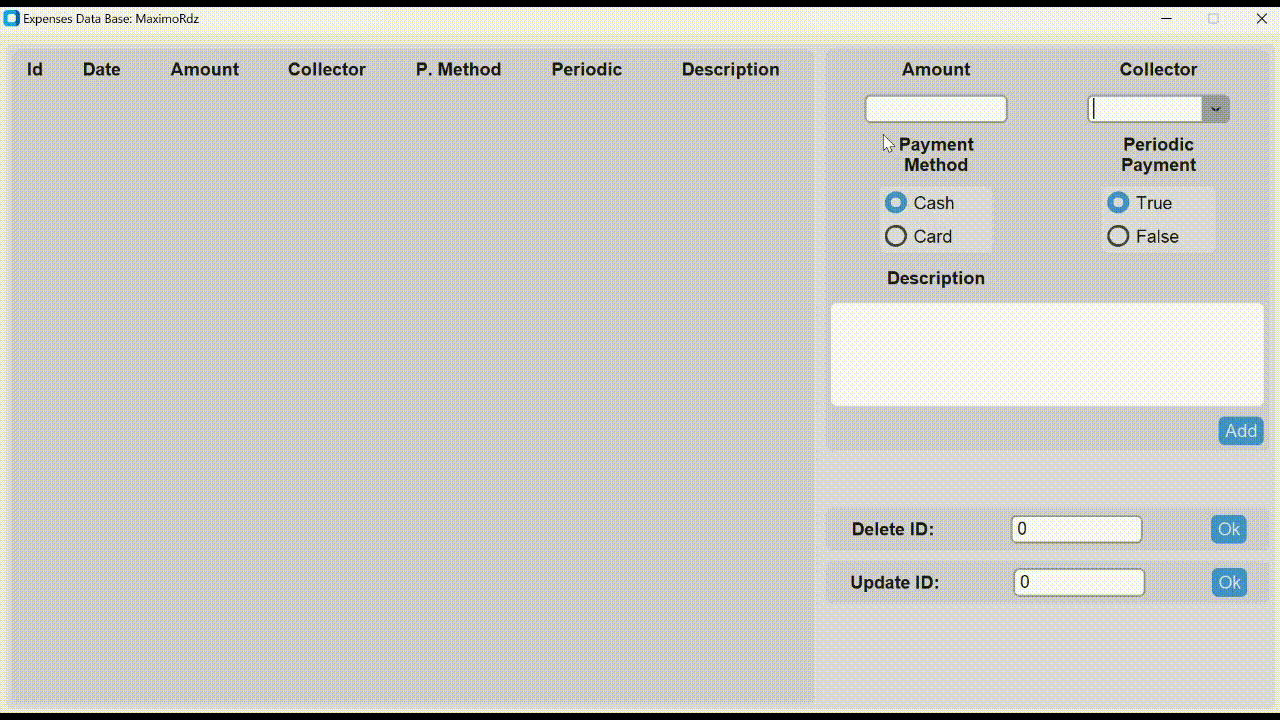 Expenses Data Base: MaximoRdz
Id Date Amount Collector P. Method Periodic Description
Amount Collector
Payment
Method
Periodic
Payment
Cash
Card
True
False
Description
Add
Delete ID: 0 Ok
Update ID: 0 Ok